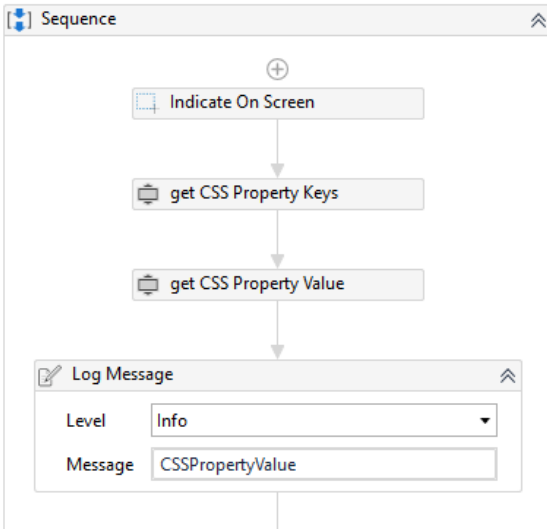 Sequence
Indicate On Screen
get CSS Property Keys
get CSS Property Value
Log Message
Level Info
Message CSSPropertyValue